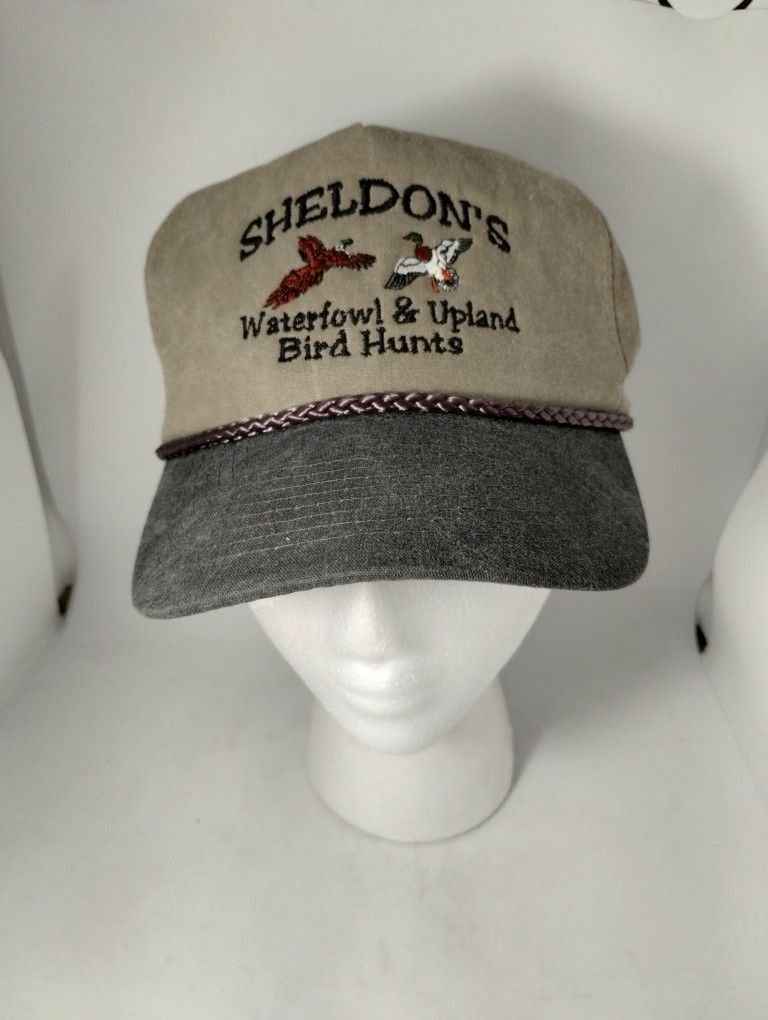 SHELDON'S
Waterfowl & Upland
Bird Hunts